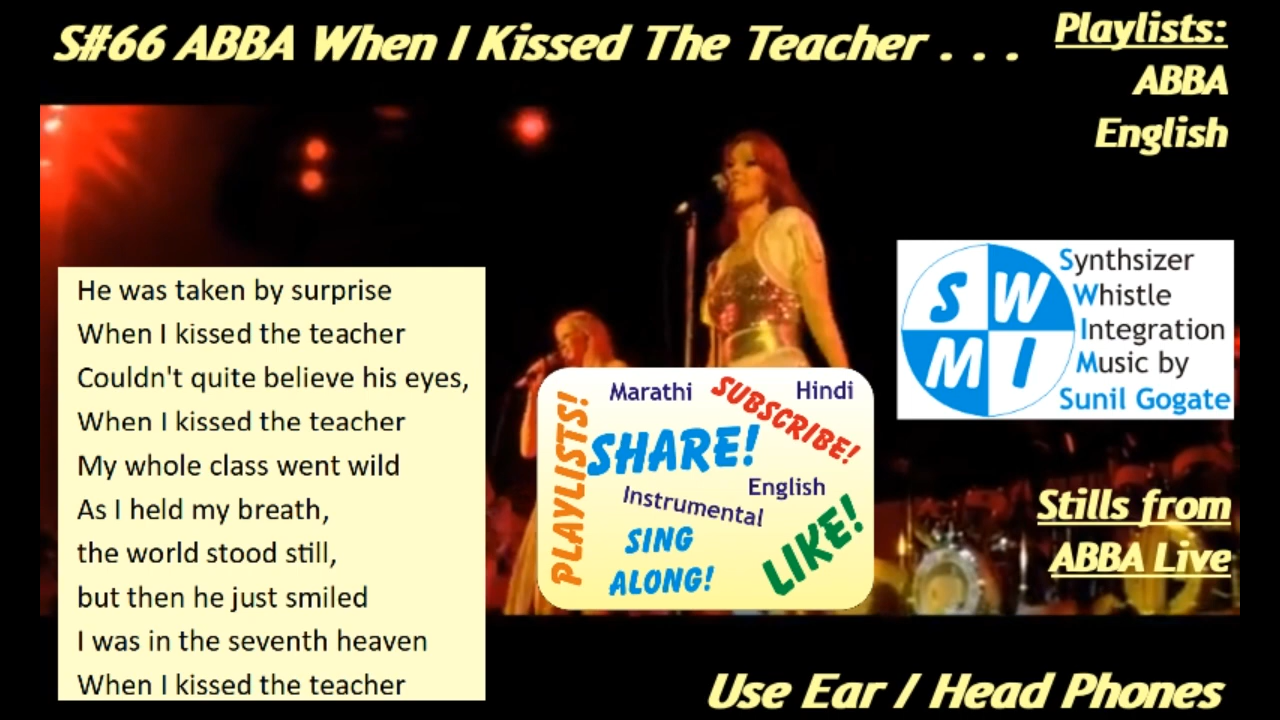 S#66 ABBA When I Kissed The Teacher . . .
Playlists:
ABBA
English
He was taken by surprise
When I kissed the teacher
Couldn't quite believe his eyes,
When I kissed the teacher
My whole class went wild
As I held my breath,
the world stood still,
but then he just smiled
I was in the seventh heaven
When I kissed the teacher
PLAYLISTS!
Marathi
SUBSCRIBE!
Hindi
SHARE!
English
Instrumental
SING
ALONG!
LIKE!
S W
M I
Synthsizer
Whistle
Integration
Music by
Sunil Gogate
Stills from
ABBA Live
Use Ear / Head Phones